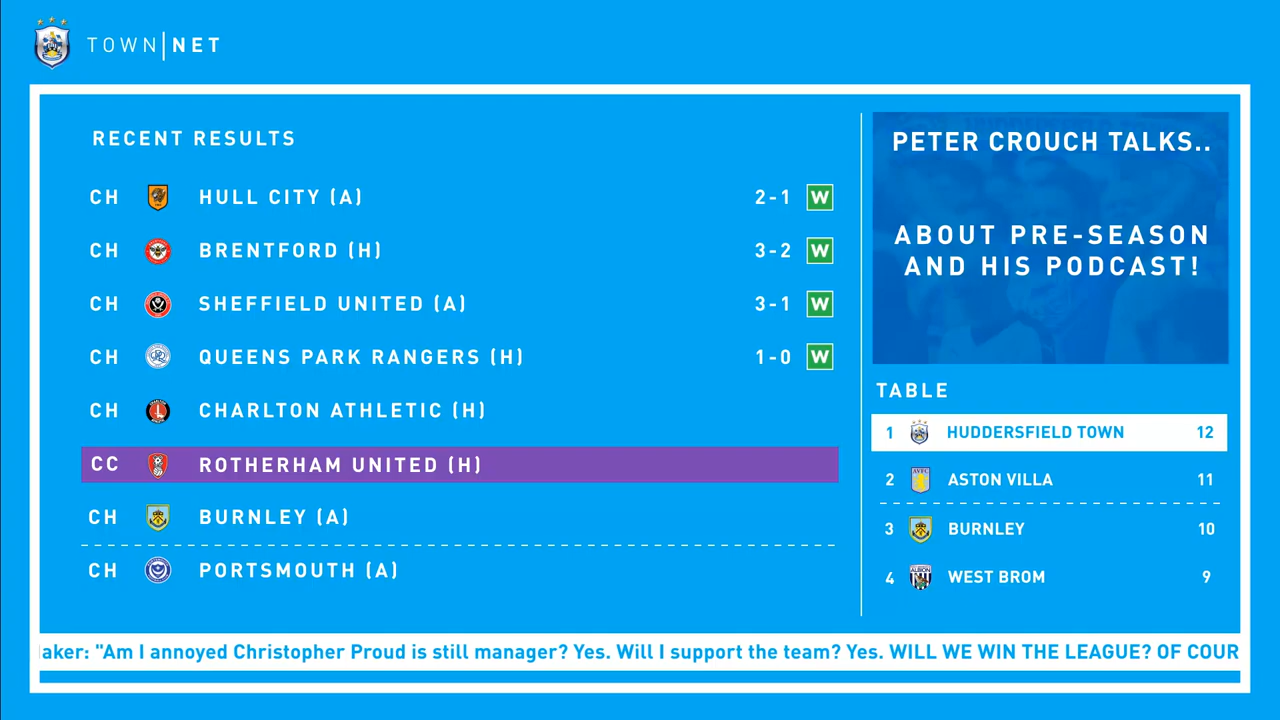 TOWN|NET
RECENT RESULTS
CH HULL CITY (A) 2-1 W
CH BRENTFORD (H) 3-2 W
CH SHEFFIELD UNITED (A) 3-1 W
CH QUEENS PARK RANGERS (H) 1-0 W
CH CHARLTON ATHLETIC (H)
CC ROTHERHAM UNITED (H)
CH BURNLEY (A)
CH PORTSMOUTH (A)
PETER CROUCH TALKS..
ABOUT PRE-SEASON
AND HIS PODCAST!
TABLE
1 HUDDERSFIELD TOWN 12
2 ASTON VILLA 11
3 BURNLEY 10
4 WEST BROM 9
aker: "Am I annoyed Christopher Proud is still manager? Yes. Will I support the team? Yes. WILL WE WIN THE LEAGUE? OF COUR